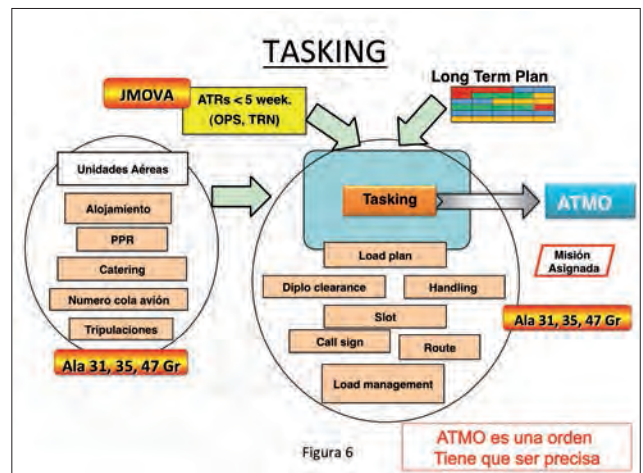 TASKING
JMOVA
ATRs < 5 week.
(OPS, TRN)
Long Term Plan
Unidades Aéreas
Alojamiento
PPR
Catering
Numero cola avión
Tripulaciones
Ala 31, 35, 47 Gr
Tasking
Load plan
Diplo clearance
Handling
Slot
Call sign
Route
Load management
ATMO
Misión
Asignada
Ala 31, 35, 47 Gr
Figura 6
ATMO es una orden
Tiene que ser precisa